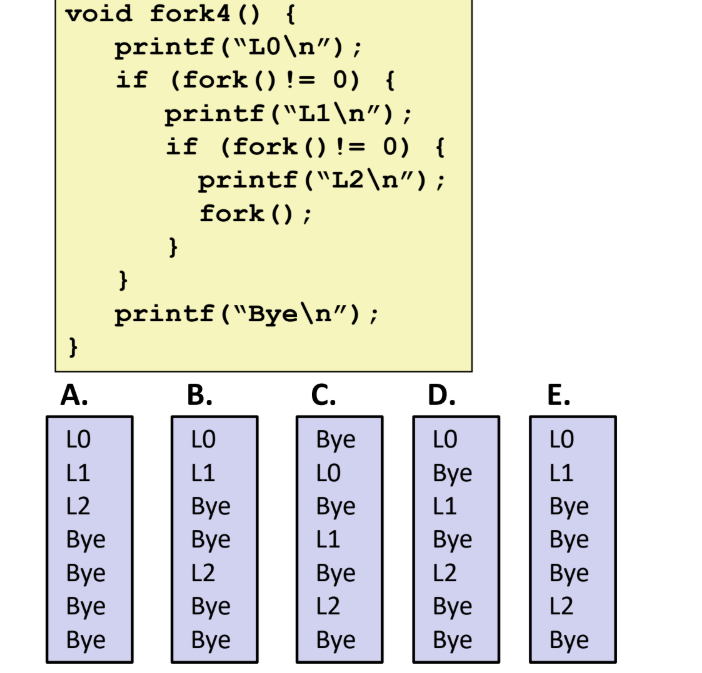 void fork4() {
printf(“L0\n”);
if (fork()!= 0) {
printf(“L1\n”);
if (fork()!= 0) {
printf(“L2\n”);
fork();
}
}
printf(“Bye\n”);
}
A. B. C. D. E.
L0 L0 Bye L0 L0
L1 L1 L0 Bye L1
L2 Bye Bye L1 Bye
Bye Bye L1 Bye Bye
Bye L2 Bye L2 Bye
Bye Bye L2 Bye L2
Bye Bye Bye Bye Bye